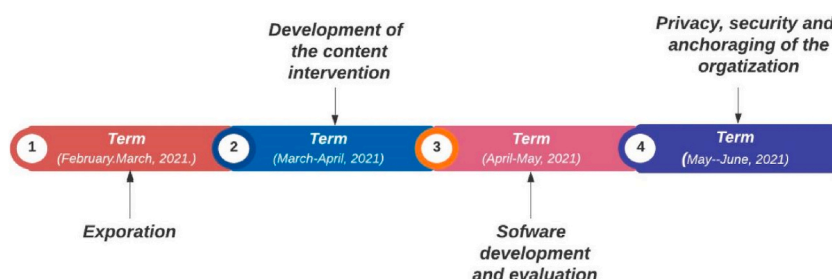 Development of
the content
intervention
Privacy, security and
anchoraging of the
orgatization
1
Term
(February.March, 2021.)
2
Term
(March-April, 2021)
3
Term
(April-May, 2021)
4
Term
(May--June, 2021)
Exporation
Sofware
development
and evaluation